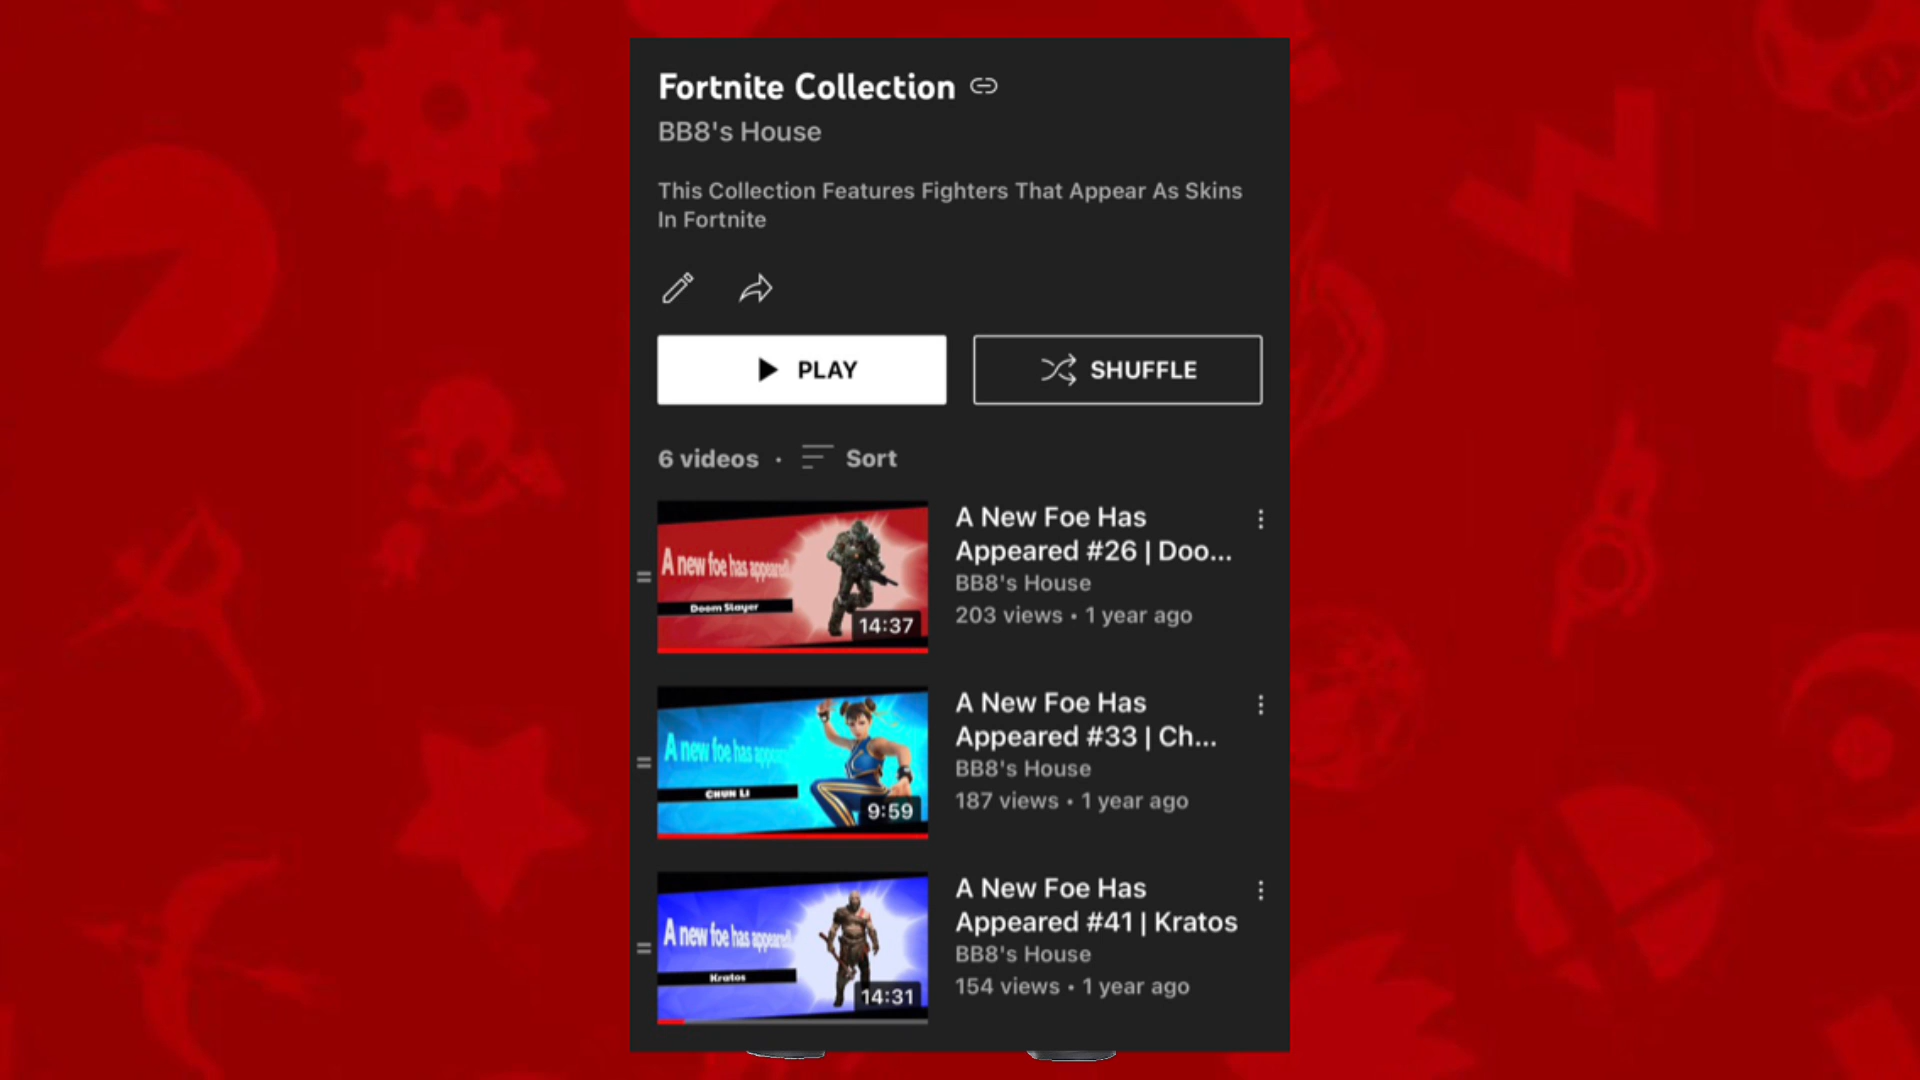 Fortnite Collection
BB8's House
This Collection Features Fighters That Appear As Skins
In Fortnite
PLAY
SHUFFLE
6 videos · Sort
A new foe has appeared!
Doom Slayer
14:37
A New Foe Has
Appeared #26 | Doo...
BB8's House
203 views • 1 year ago
A new foe has appear
CHUN LI
9:59
A New Foe Has
Appeared #33 | Ch...
BB8's House
187 views • 1 year ago
A new foe has appeared!
Kratos
14:31
A New Foe Has
Appeared #41 | Kratos
BB8's House
154 views • 1 year ago